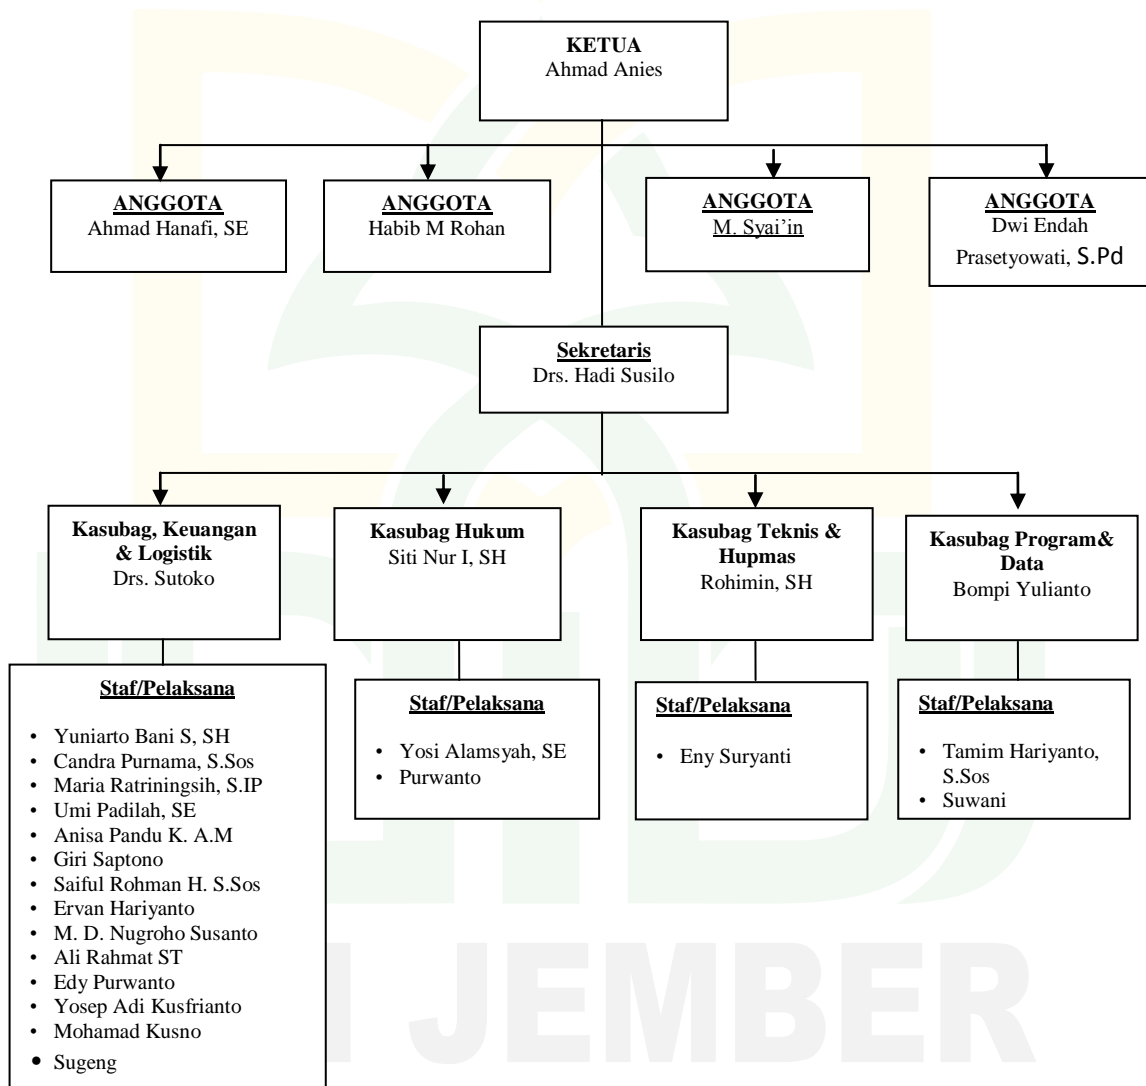 KETUA
Ahmad Anies
ANGGOTA
Ahmad Hanafi, SE
ANGGOTA
Habib M Rohan
ANGGOTA
M. Syai’in
ANGGOTA
Dwi Endah
Prasetyowati, S.Pd
Sekretaris
Drs. Hadi Susilo
Kasubag, Keuangan
& Logistik
Drs. Sutoko
Kasubag Hukum
Siti Nur I, SH
Kasubag Teknis &
Hupmas
Rohimin, SH
Kasubag Program&
Data
Bompi Yulianto
Staf/Pelaksana
• Yuniarto Bani S, SH
• Candra Purnama, S.Sos
• Maria Ratriningsih, S.IP
• Umi Padilah, SE
• Anisa Pandu K. A.M
• Giri Saptono
• Saiful Rohman H. S.Sos
• Ervan Hariyanto
• M. D. Nugroho Susanto
• Ali Rahmat ST
• Edy Purwanto
• Yosep Adi Kusfrianto
• Mohamad Kusno
• Sugeng
Staf/Pelaksana
• Yosi Alamsyah, SE
• Purwanto
Staf/Pelaksana
• Eny Suryanti
Staf/Pelaksana
• Tamim Hariyanto,
S.Sos
• Suwani
JEMBER